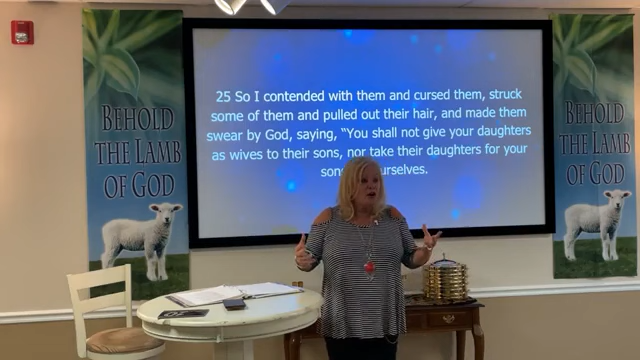 BEHOLD
THE LAMB
OF GOD
25 So I contended with them and cursed them, struck
some of them and pulled out their hair, and made them
swear by God, saying, “You shall not give your daughters
as wives to their sons, nor take their daughters for your
sons ourselves.
BEHOLD
THE LAMB
OF GOD